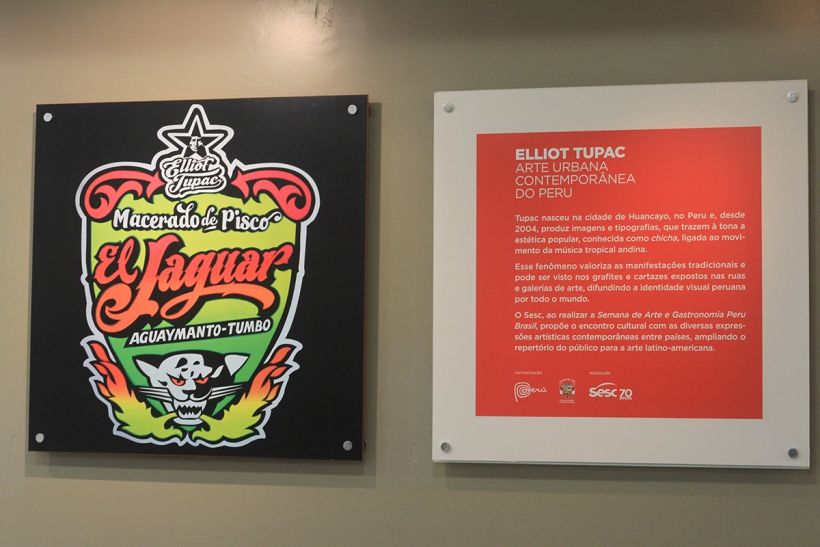 Elliot
Tupac
Macerado de Pisco
El Jaguar
AGUAYMANTO-TUMBO
ELLIOT TUPAC
ARTE URBANA
CONTEMPORÂNEA
DO PERU
Tupac nasceu na cidade de Huancayo, no Peru e, desde
2004, produz imagens e tipografias, que trazem à tona a
estética popular, conhecida como chicha, ligada ao movi-
mento da música tropical andina.
Esse fenômeno valoriza as manifestações tradicionais e
pode ser visto nos grafites e cartazes expostos nas ruas
e galerias de arte, difundindo a identidade visual peruana
por todo o mundo.
O Sesc, ao realizar a Semana de Arte e Gastronomia Peru
Brasil, propõe o encontro cultural com as diversas expres-
sões artísticas contemporâneas entre países, ampliando o
repertório do público para a arte latino-americana.
correalização
realização
Perú
Sesc 70